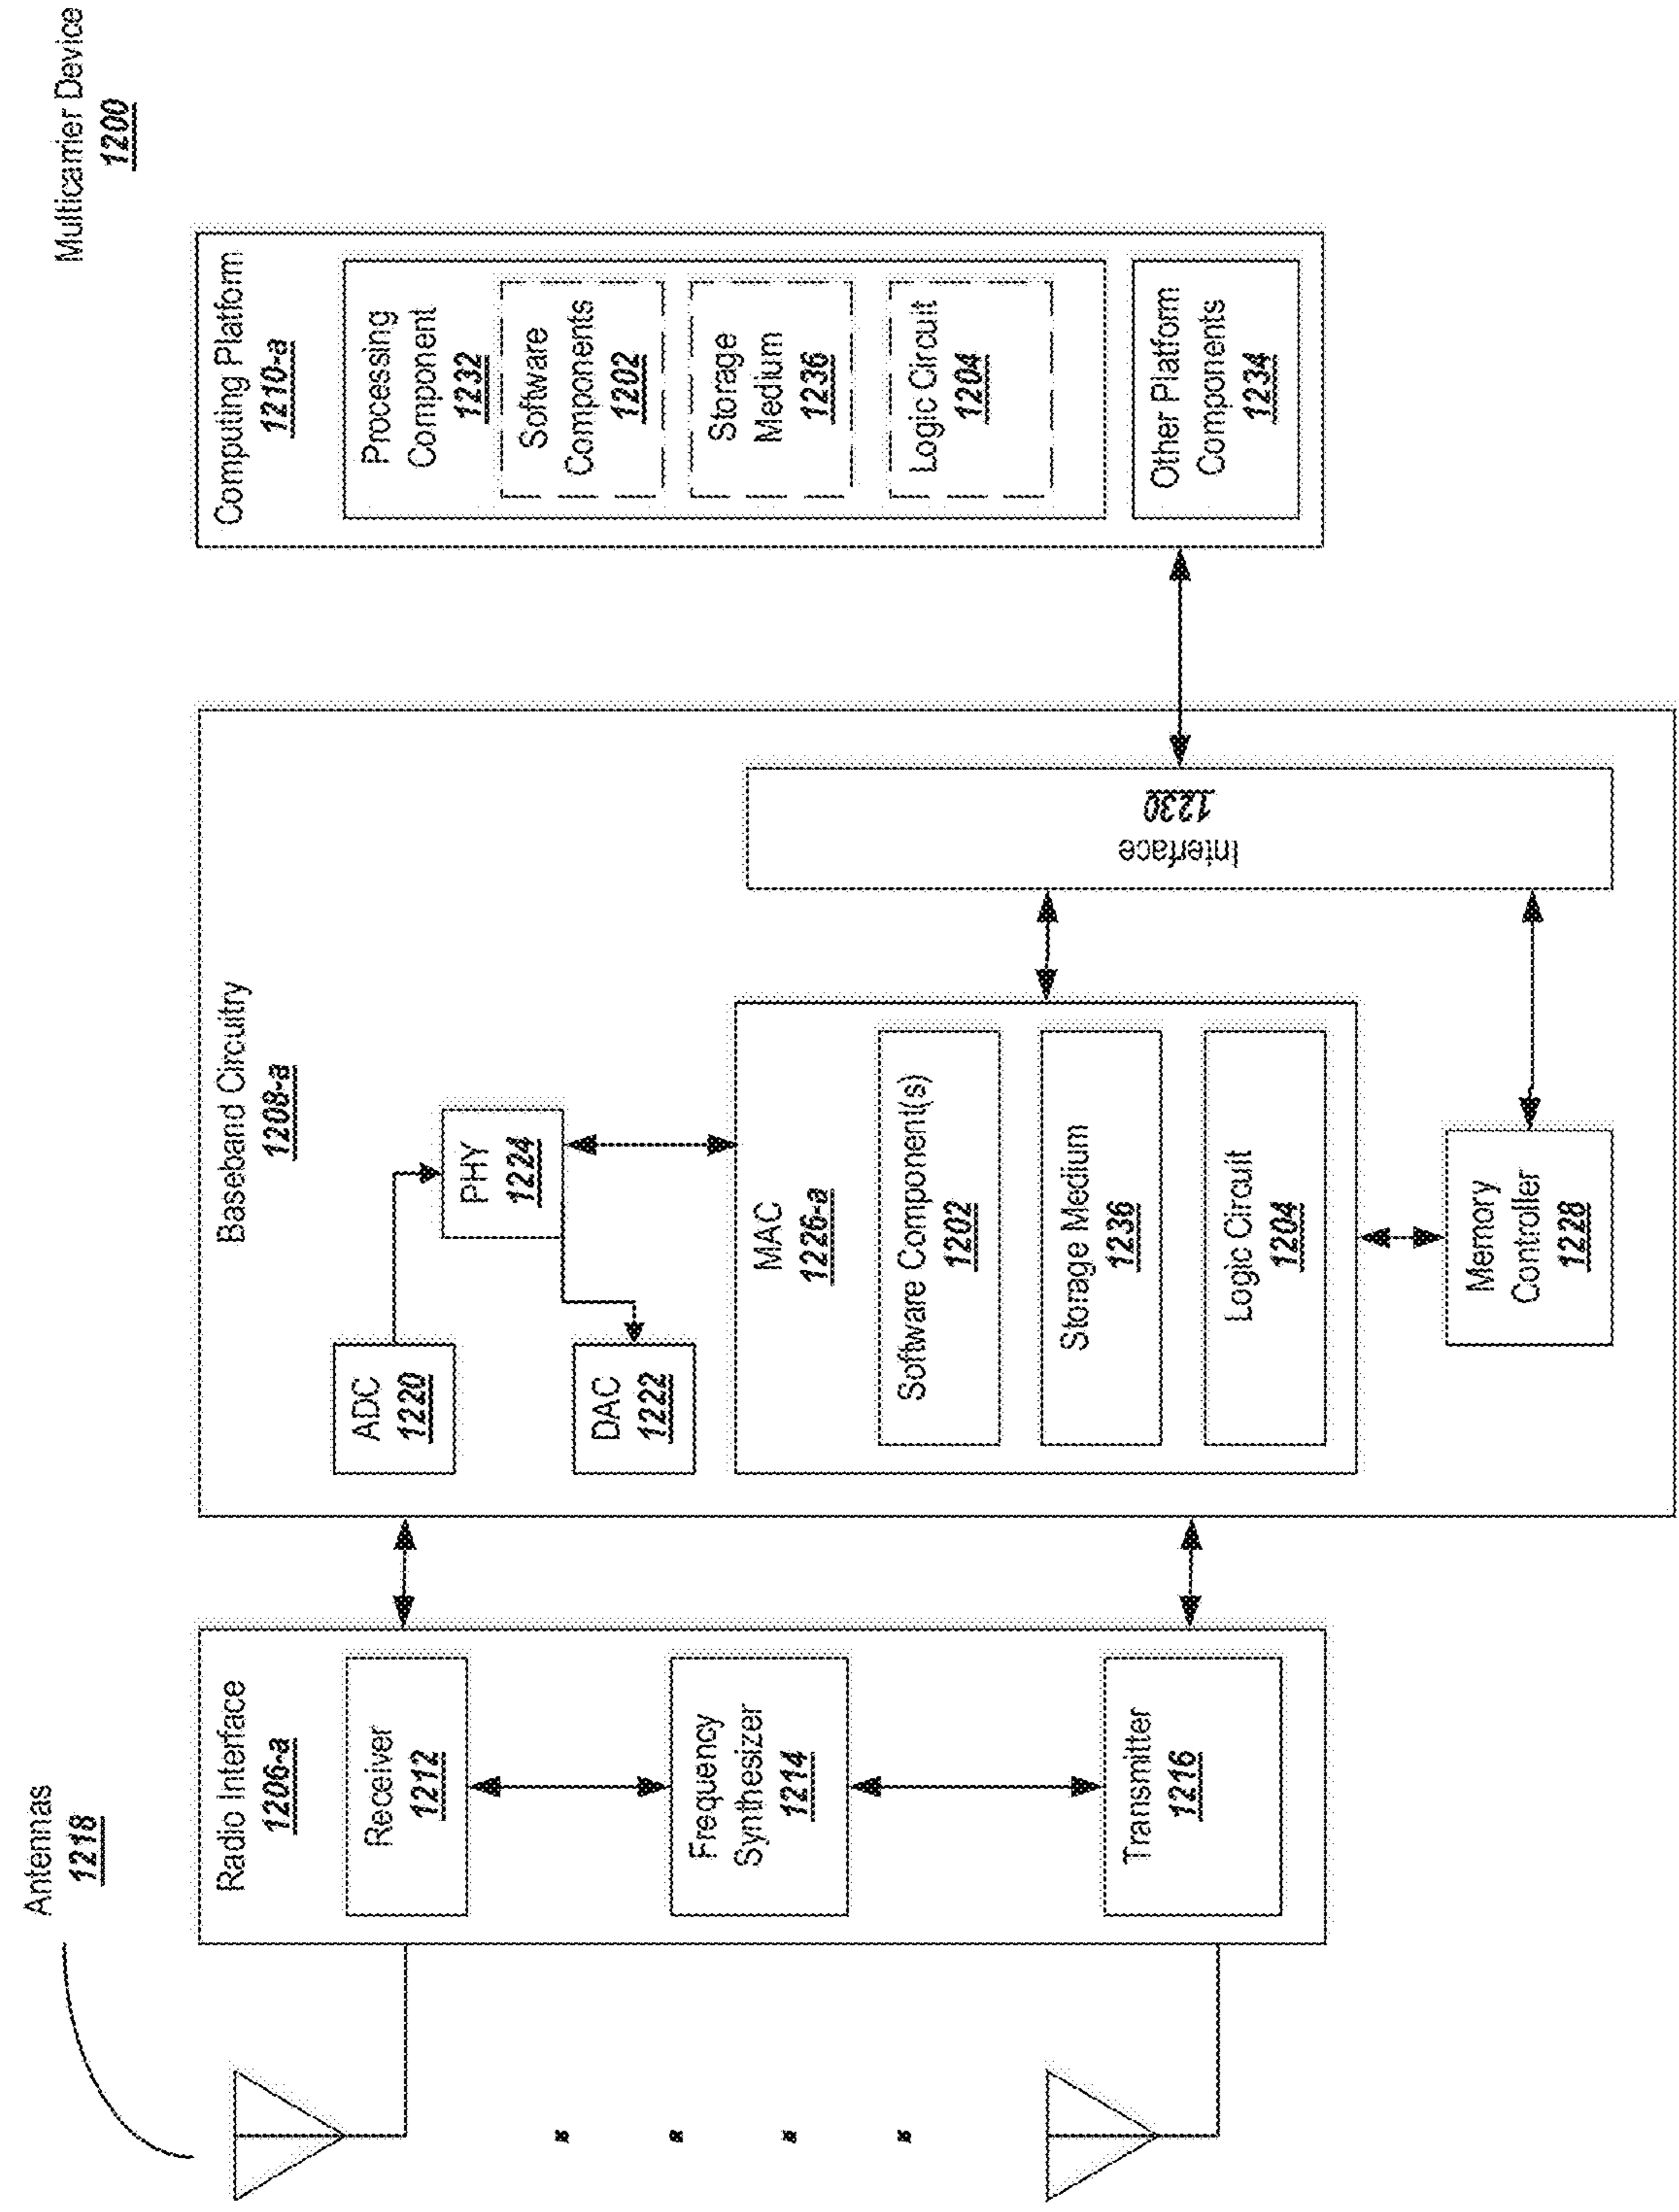 Multicarrier Device
1200
Antennas
1218
Radio Interface
1206-a
Receiver
1212
Frequency
Synthesizer
1214
Transmitter
1216
Baseband Circuitry
1208-a
ADC
1220
PHY
1224
DAC
1222
MAC
1226-a
Software Component(s)
1202
Storage Medium
1236
Logic Circuit
1204
Memory
Controller
1228
Interface
1230
Computing Platform
1210-a
Processing
Component
1232
Software
Components
1202
Storage
Medium
1236
Logic Circuit
1204
Other Platform
Components
1234